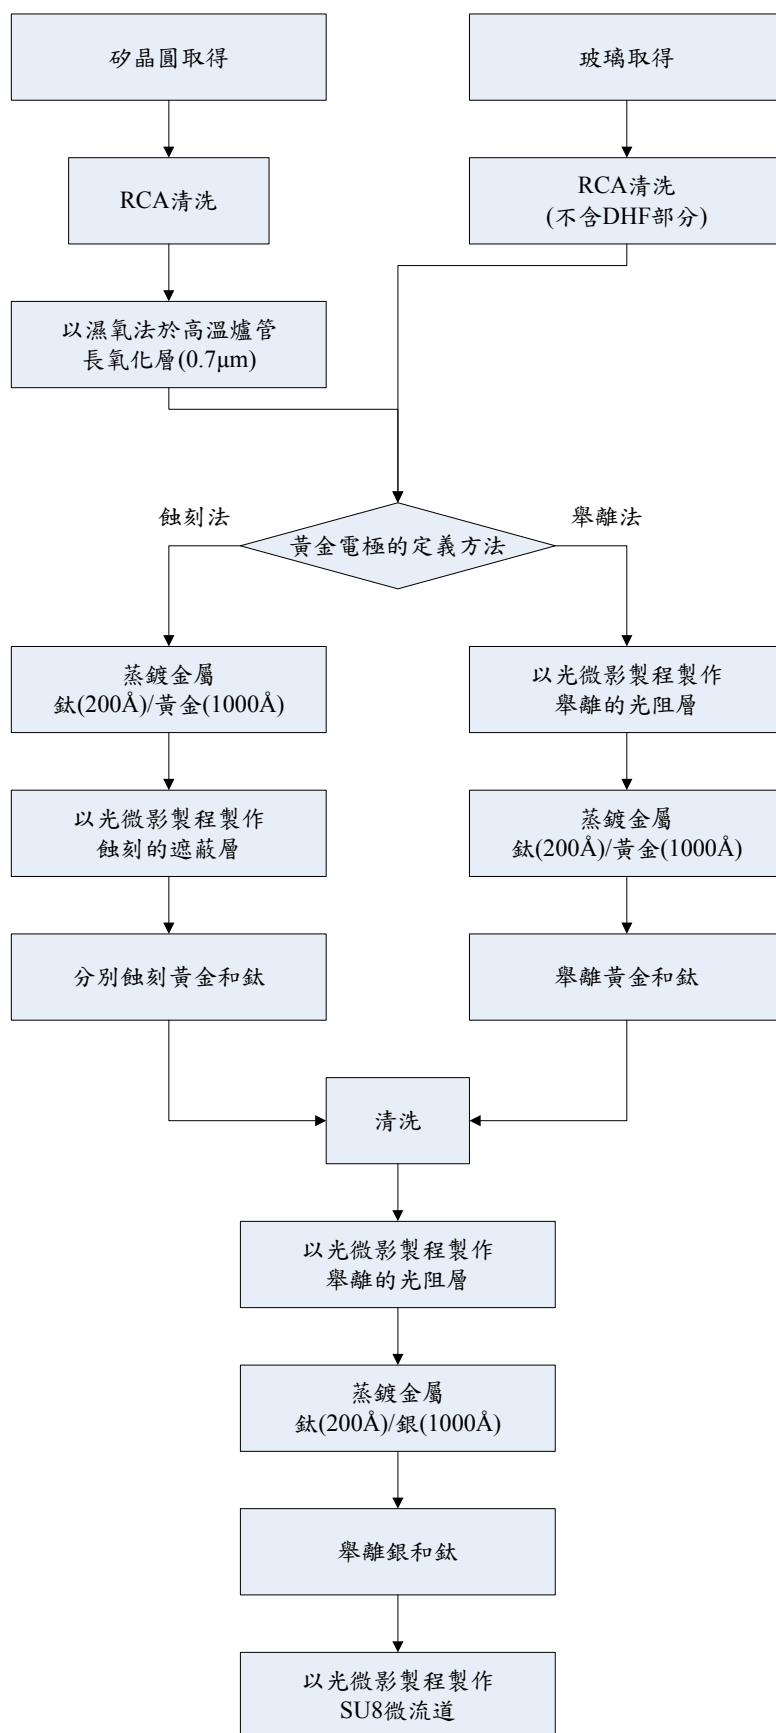 矽晶圓取得
玻璃取得
RCA清洗
RCA清洗
(不含DHF部分)
以濕氧法於高溫爐管
長氧化層(0.7μm)
蝕刻法
舉離法
黃金電極的定義方法
蒸鍍金屬
鈦(200Å)/黃金(1000Å)
以光微影製程製作
舉離的光阻層
以光微影製程製作
蝕刻的遮蔽層
蒸鍍金屬
鈦(200Å)/黃金(1000Å)
分別蝕刻黃金和鈦
舉離黃金和鈦
清洗
以光微影製程製作
舉離的光阻層
蒸鍍金屬
鈦(200Å)/銀(1000Å)
舉離銀和鈦
以光微影製程製作
SU8微流道